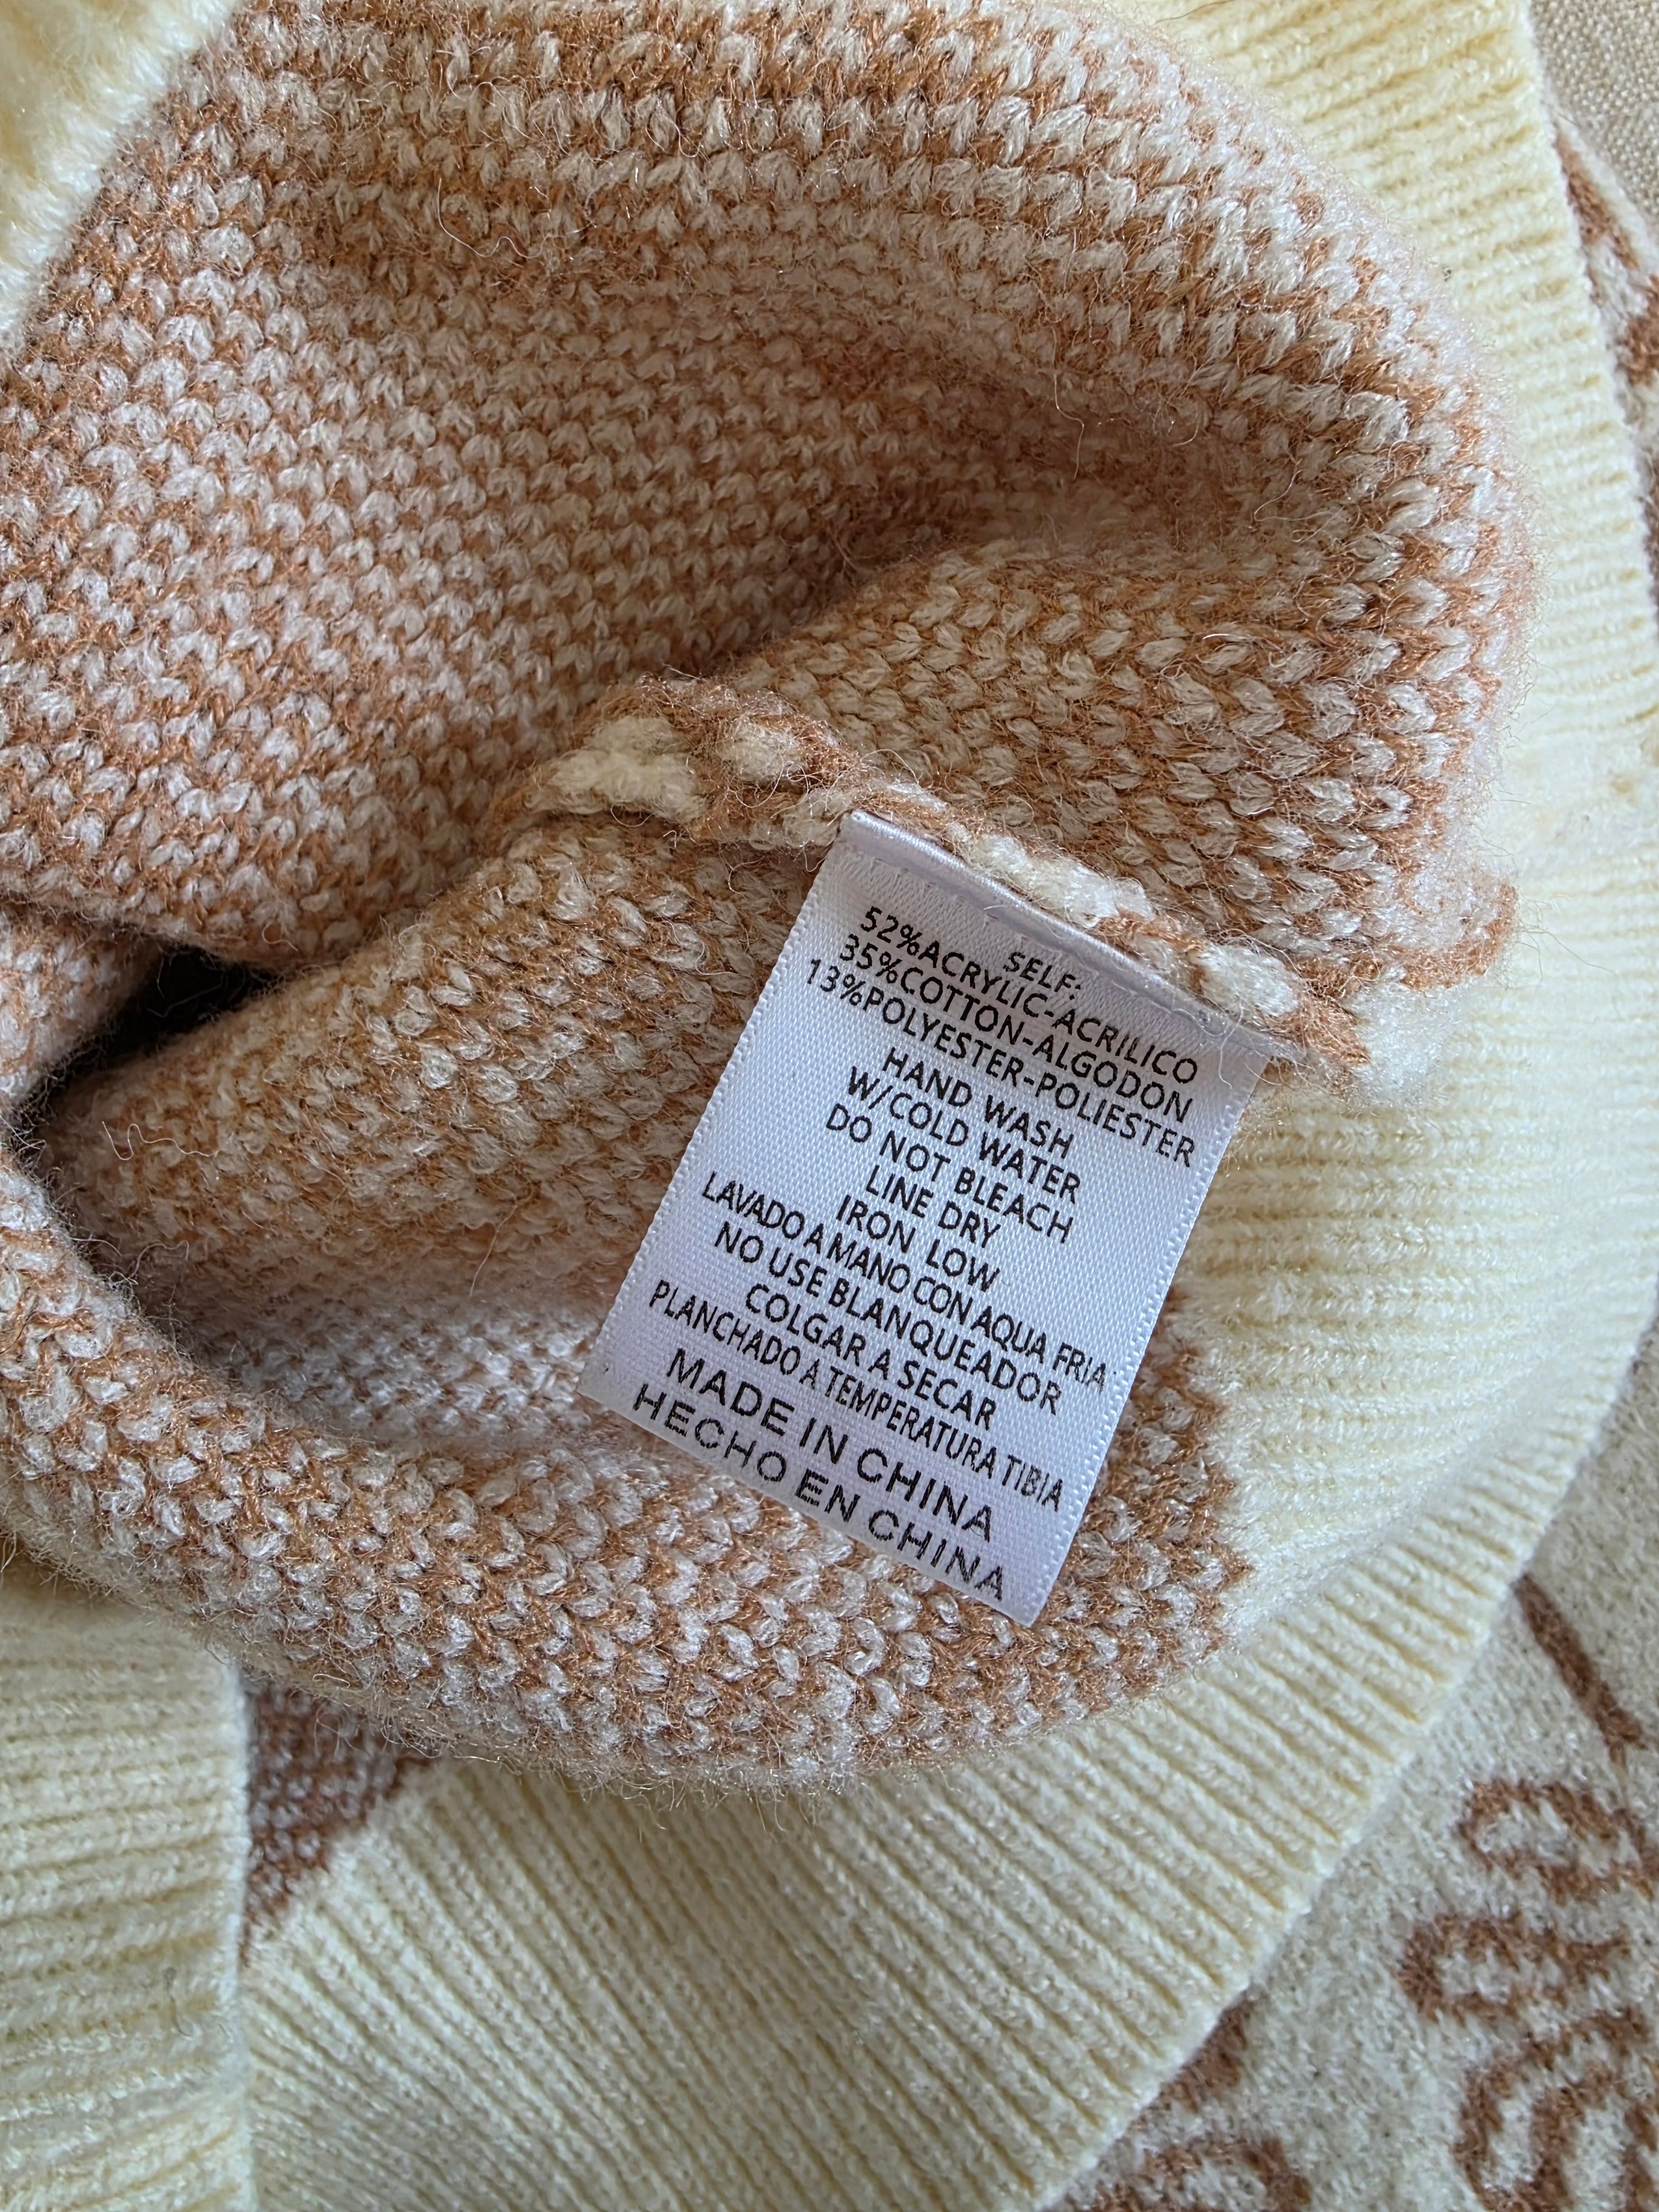 SELF:
52%ACRYLIC-ACRILICO
35%COTTON-ALGODON
13%POLYESTER-POLIESTER
HAND WASH
W/COLD WATER
DO NOT BLEACH
LINE DRY
IRON LOW
LAVADO A MANO CON AQUA FRIA
NO USE BLANQUEADOR
COLGAR A SECAR
PLANCHADO A TEMPERATURA TIBIA
MADE IN CHINA
HECHO EN CHINA